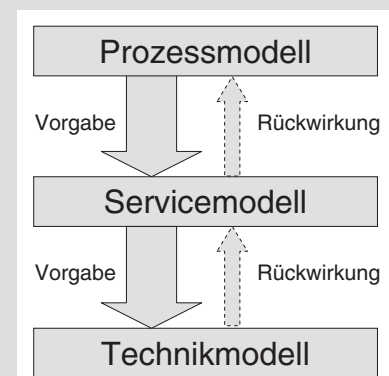 Prozessmodell
Vorgabe Rückwirkung
Servicemodell
Vorgabe Rückwirkung
Technikmodell